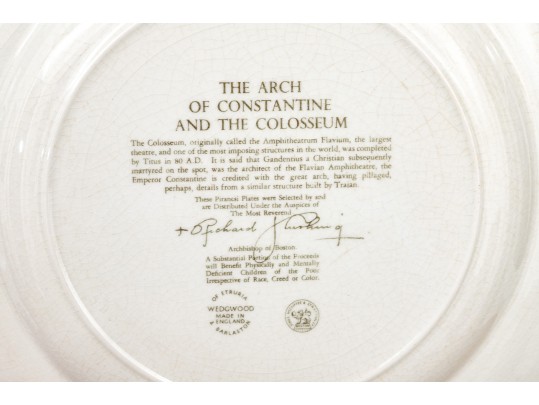 THE ARCH
OF CONSTANTINE
AND THE COLOSSEUM
The Colosseum, originally called the Amphitheatrum Flavium, the largest
theatre, and one of the most imposing structures in the world, was completed
by Titus in 80 A.D. It is said that Gandentius a Christian subsequently
martyred on the spot, was the architect of the Flavian Amphitheatre, the
Emperor Constantine is credited with the great arch, having pilfaged,
perhaps, details from a similar structure built by Traian.
These Piranesi Plates were Selected by and
are Distributed Under the Auspices of
The Most Reverend
+ Richard J Cushing
Archbishop of Boston.
A Substantial Portion of the Proceeds
will Benefit Physically and Mentally
Deficient Children of the Poor
Irrespective of Race, Creed or Color.
OF ETRURIA
WEDGWOOD
MADE IN
ENGLAND
& BARLASTON